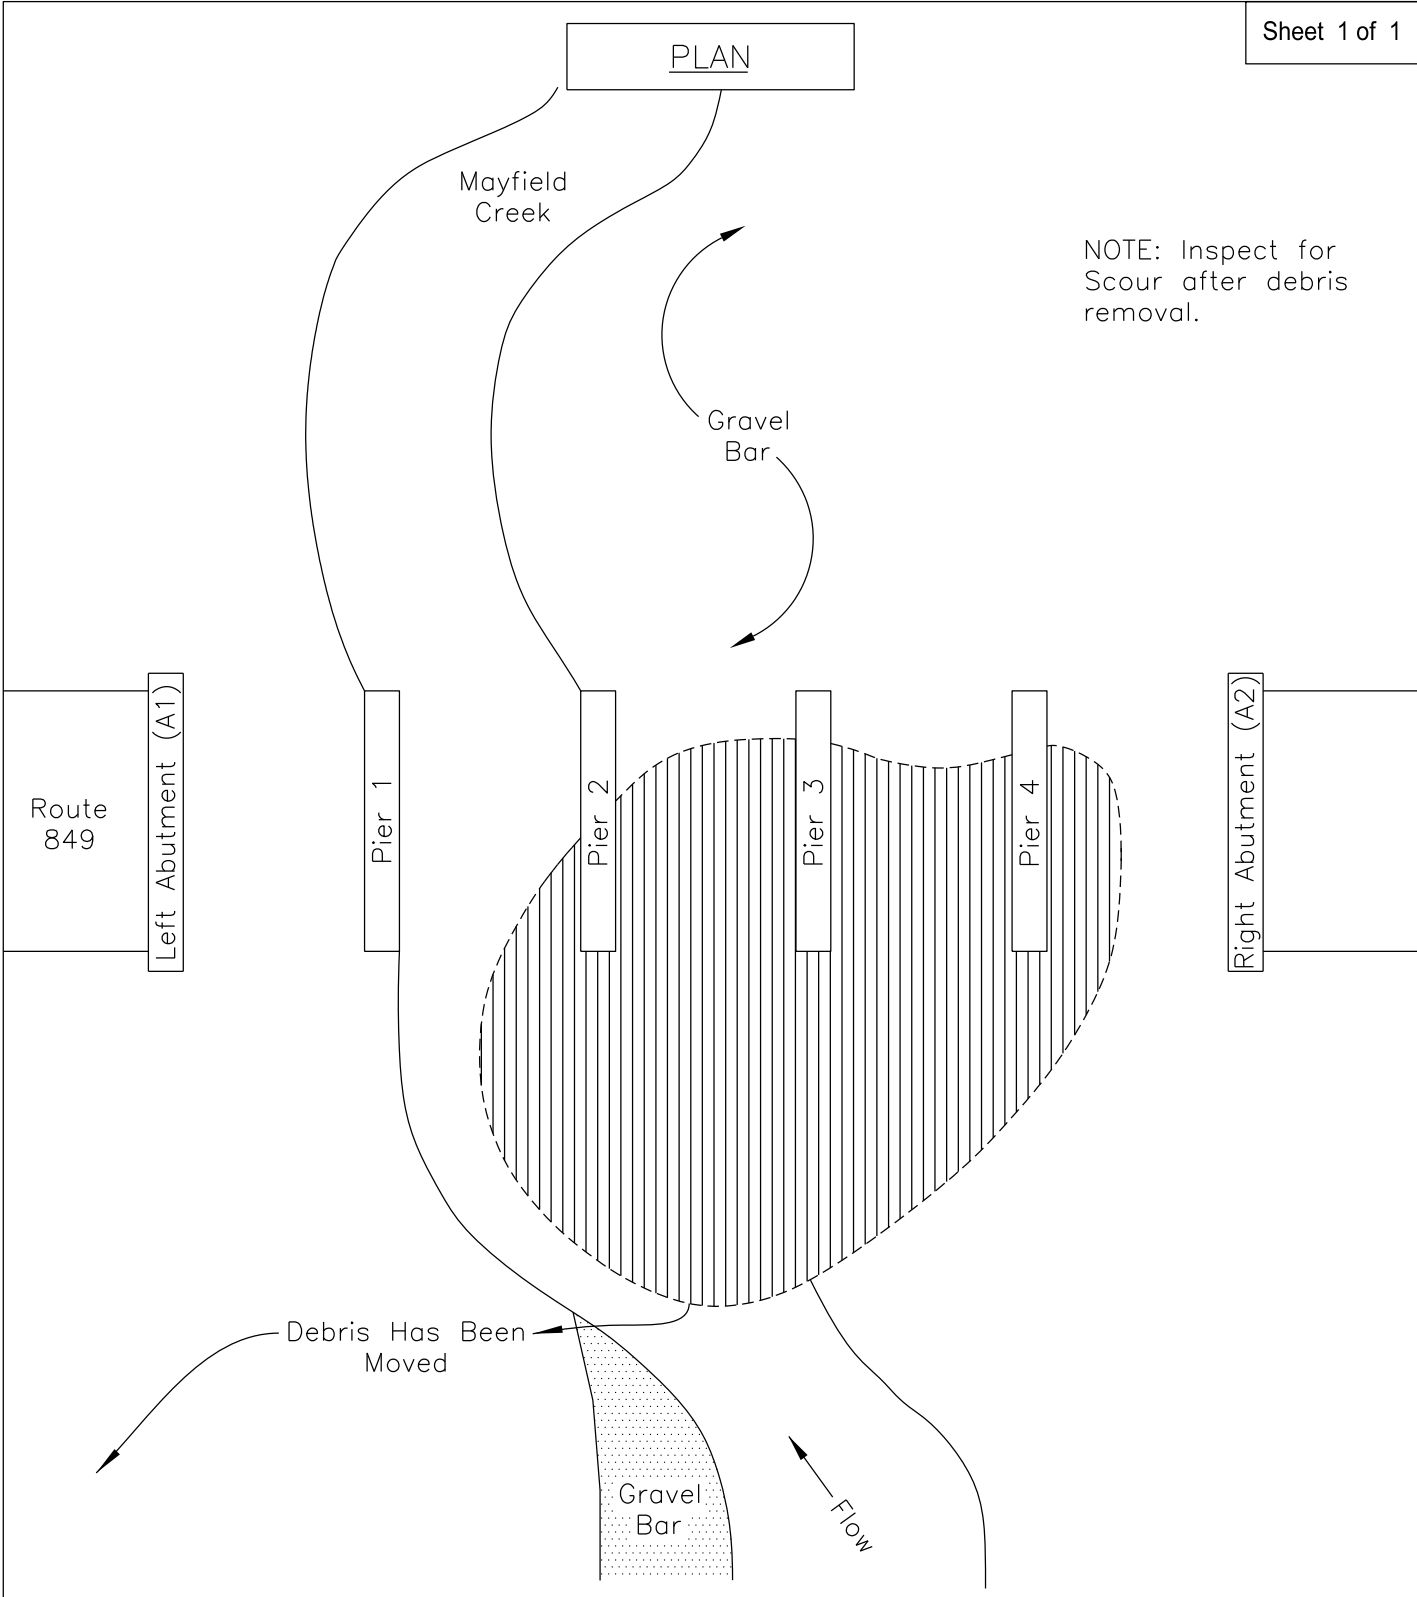 Sheet 1 of 1
PLAN
Mayfield
Creek
NOTE: Inspect for
Scour after debris
removal.
Gravel
Bar
Route
849
Left Abutment (A1)
Pier 1
Pier 2
Pier 3
Pier 4
Right Abutment (A2)
Debris Has Been
Moved
Gravel
Bar
Flow